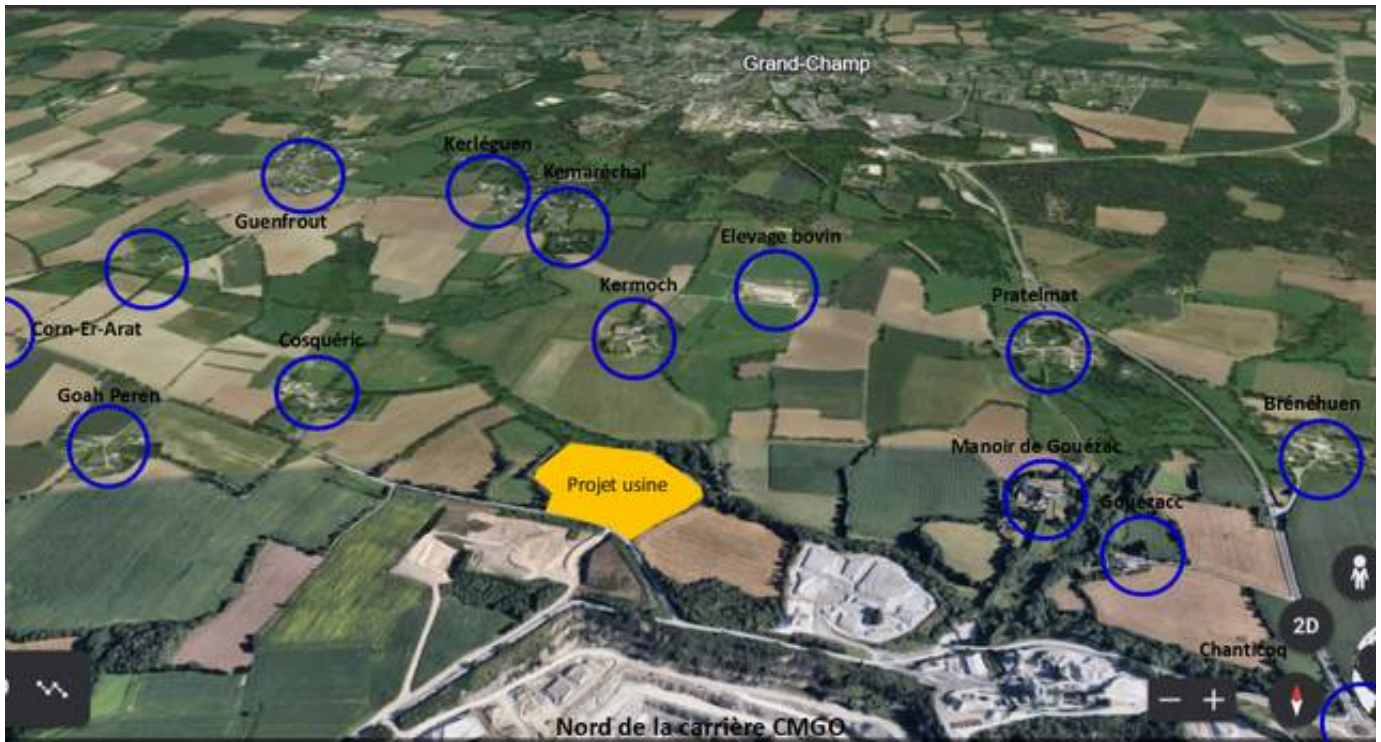 Grand-Champ
Kerléguen
Kemaréchal
Guenfrout
Elevage bovin
Kermoch
Pratelmat
Corn-Er-Arat
Cosquéric
Goah Peren
Brénéhuen
Manoir de Gouézac
Projet usine
Gouézacc
2D
Chanticoq
Nord de la carrière CMGO